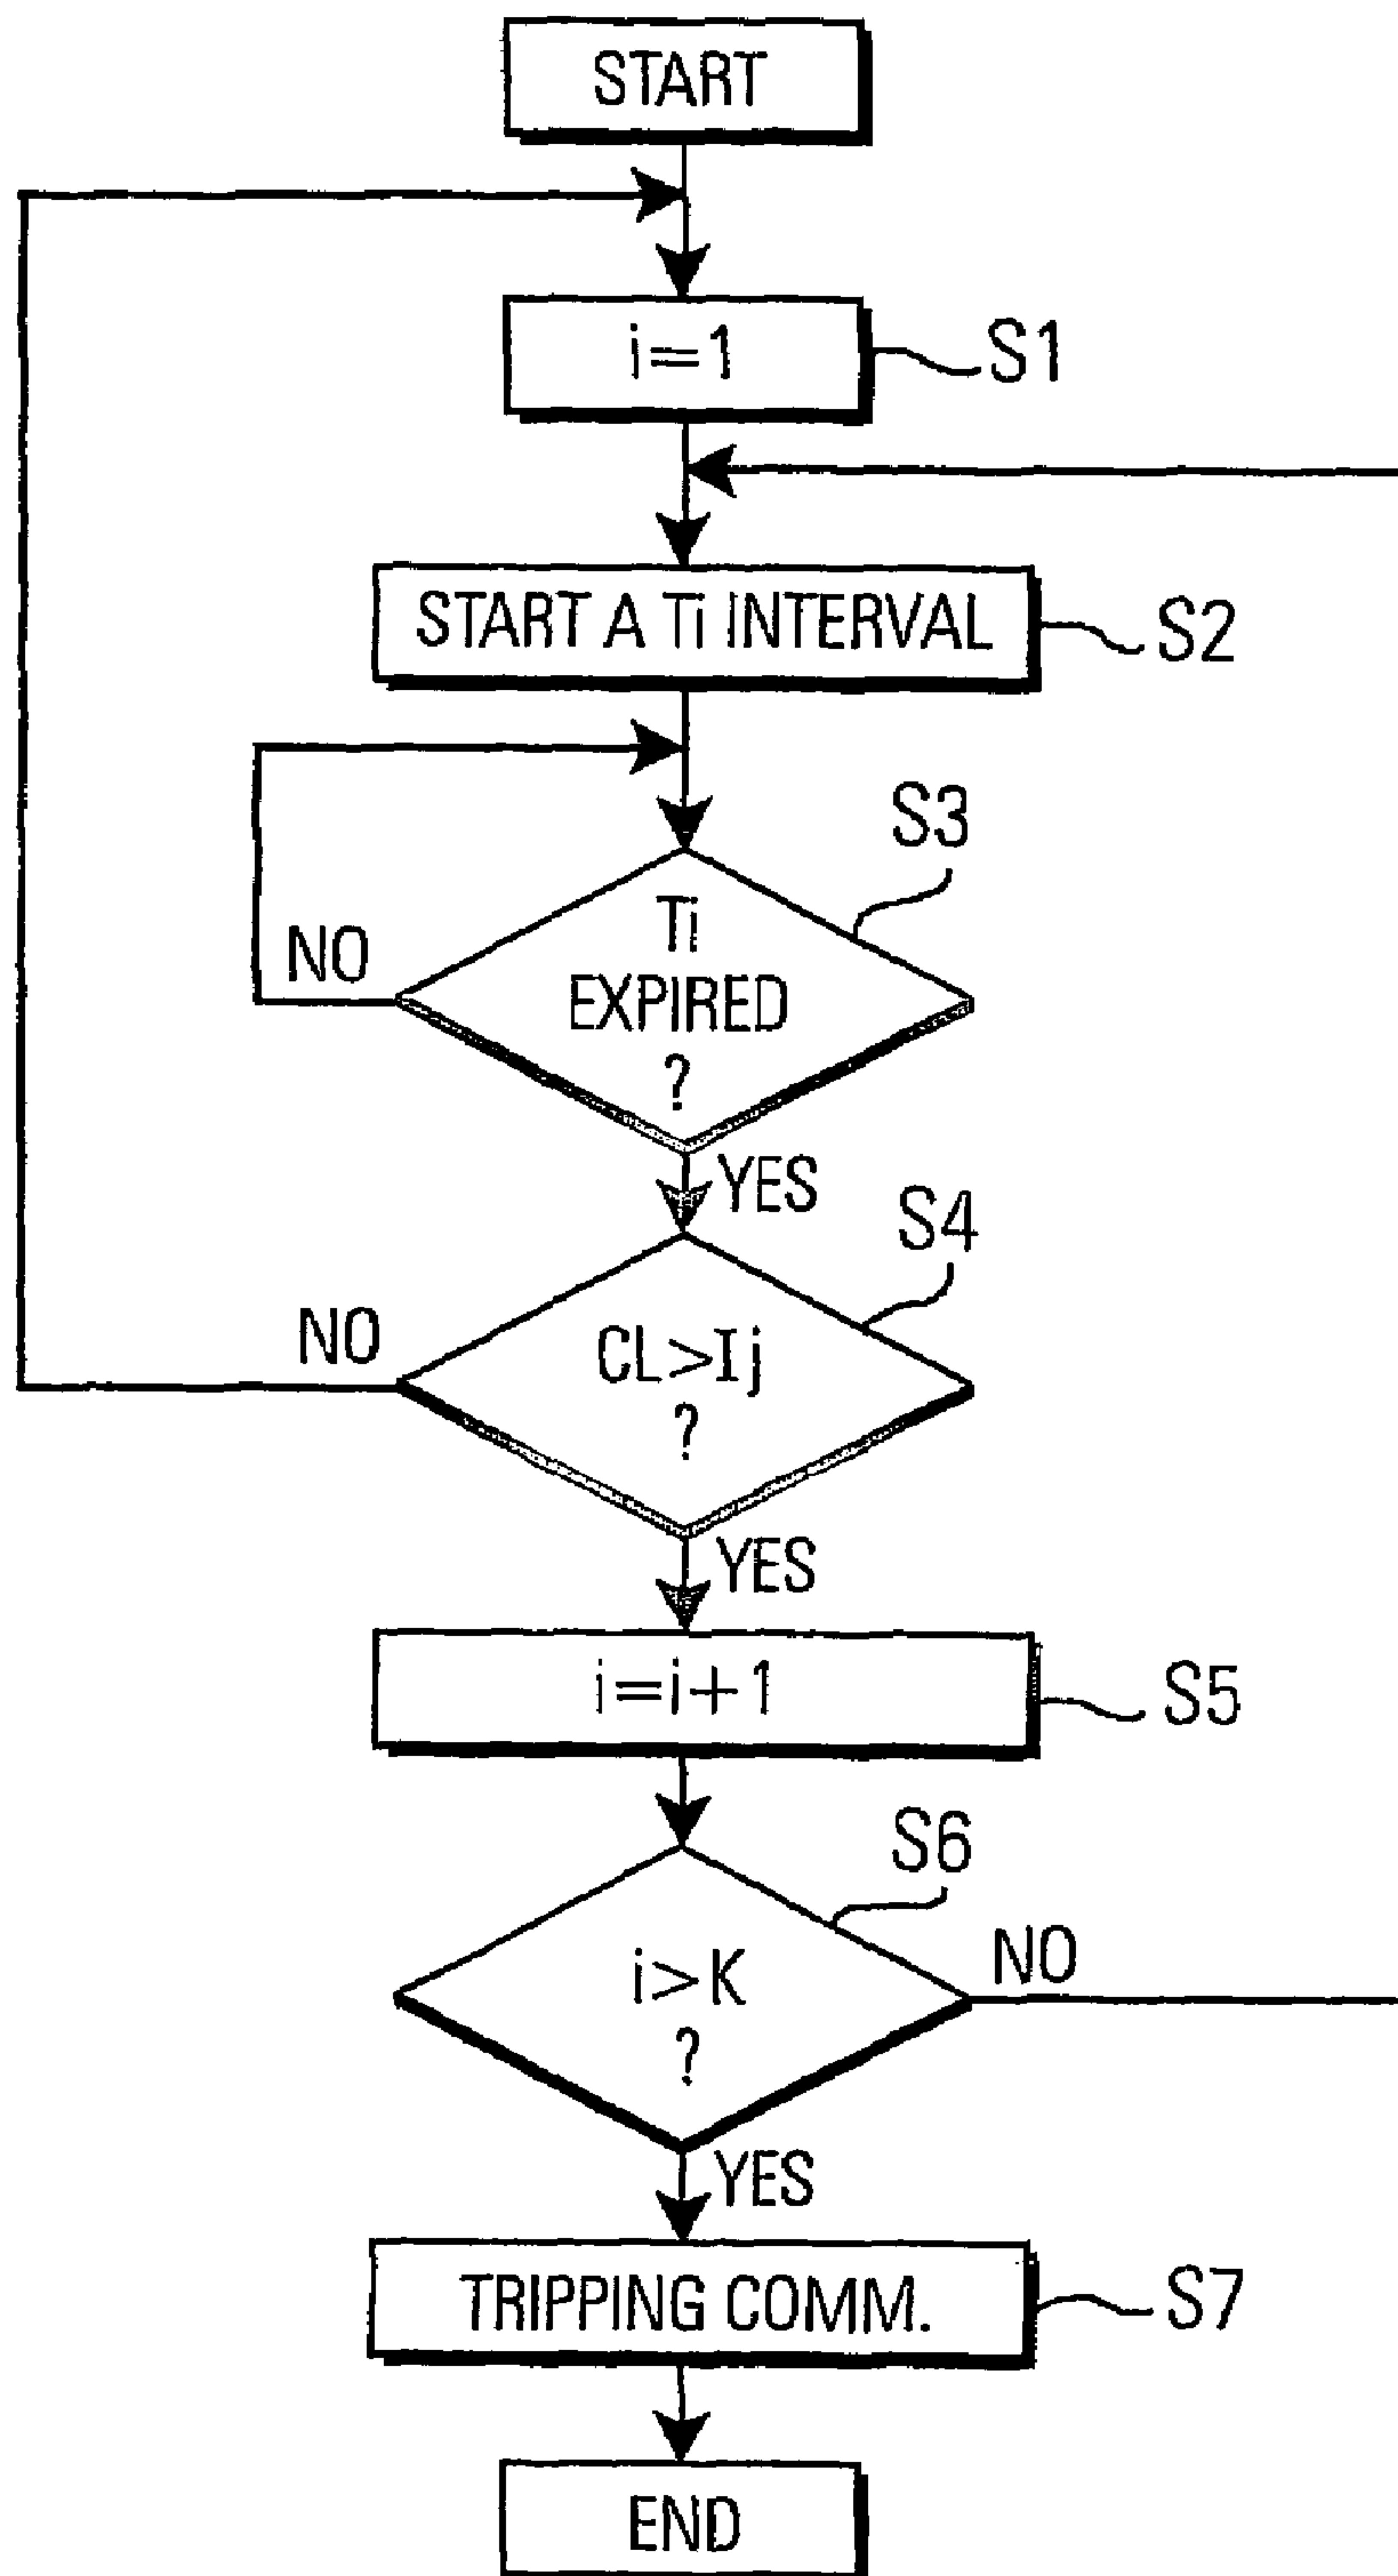 START
i=1
S1
START A Ti INTERVAL
S2
S3
Ti
EXPIRED
?
NO
YES
S4
CL>Ij
?
NO
YES
i=i+1
S5
S6
i>K
?
NO
YES
TRIPPING COMM.
S7
END